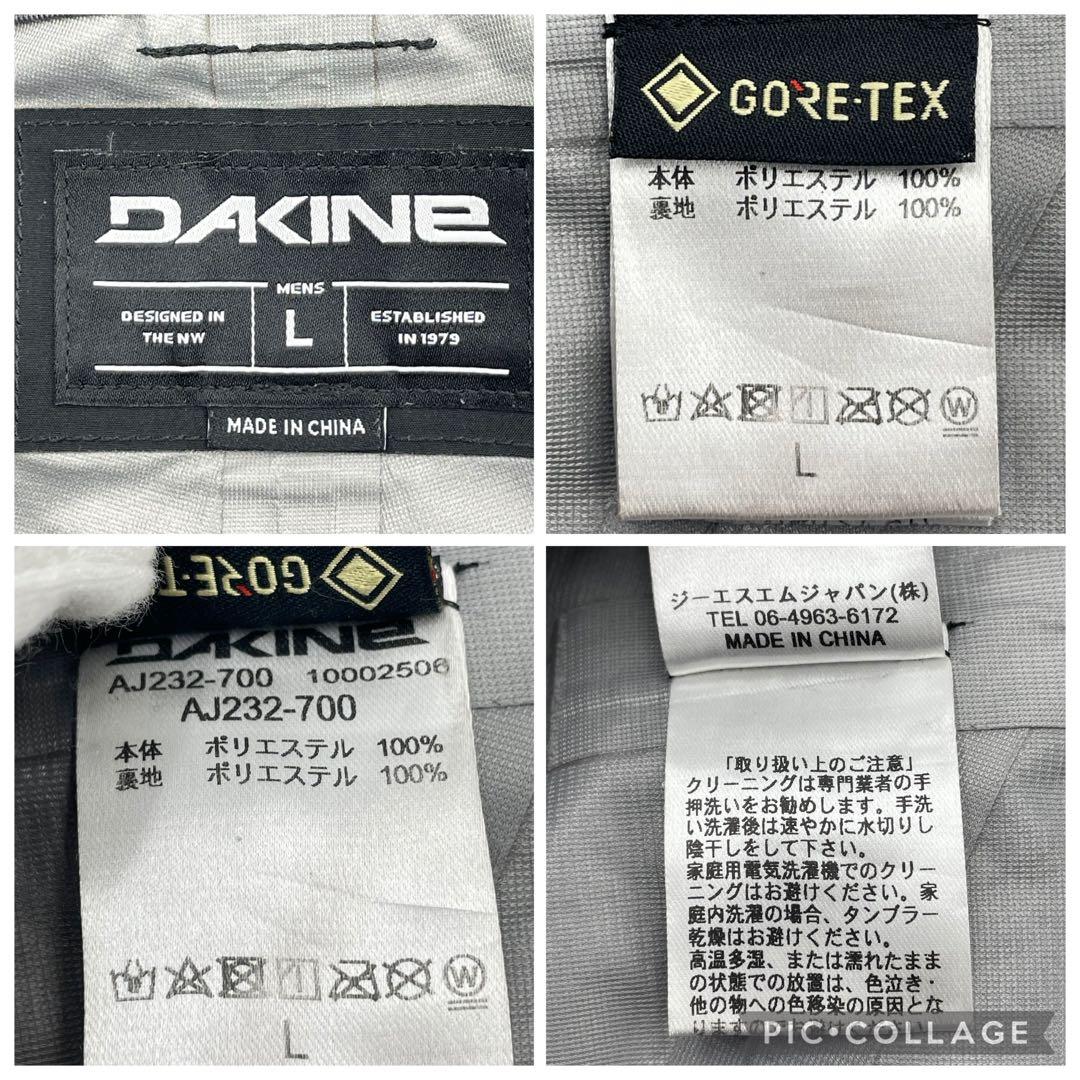 DAKINE
MENS
DESIGNED IN
THE NW
L
ESTABLISHED
IN 1979
MADE IN CHINA
GORE-TEX
本体 ポリエステル 100%
裏地 ポリエステル 100%
W
L
GORE-T
DAKINE
AJ232-700 10002506
AJ232-700
本体 ポリエステル 100%
裏地 ポリエステル 100%
W
L
ジーエスエムジャパン(株)
TEL 06-4963-6172
MADE IN CHINA
「取り扱い上のご注意」
クリーニングは専門業者の手
押洗いをお勧めします。手洗
い洗濯後は速やかに水切りし
陰干しをして下さい。
家庭用電気洗濯機でのクリ－
ニングはお避けください。家
庭内洗濯の場合、タンブラー
乾燥はお避けください。
高温多湿、または濡れたまま
の状態での放置は、色泣き・
他の物への色移染の原因とな
りますの
PIC•COLLAGE